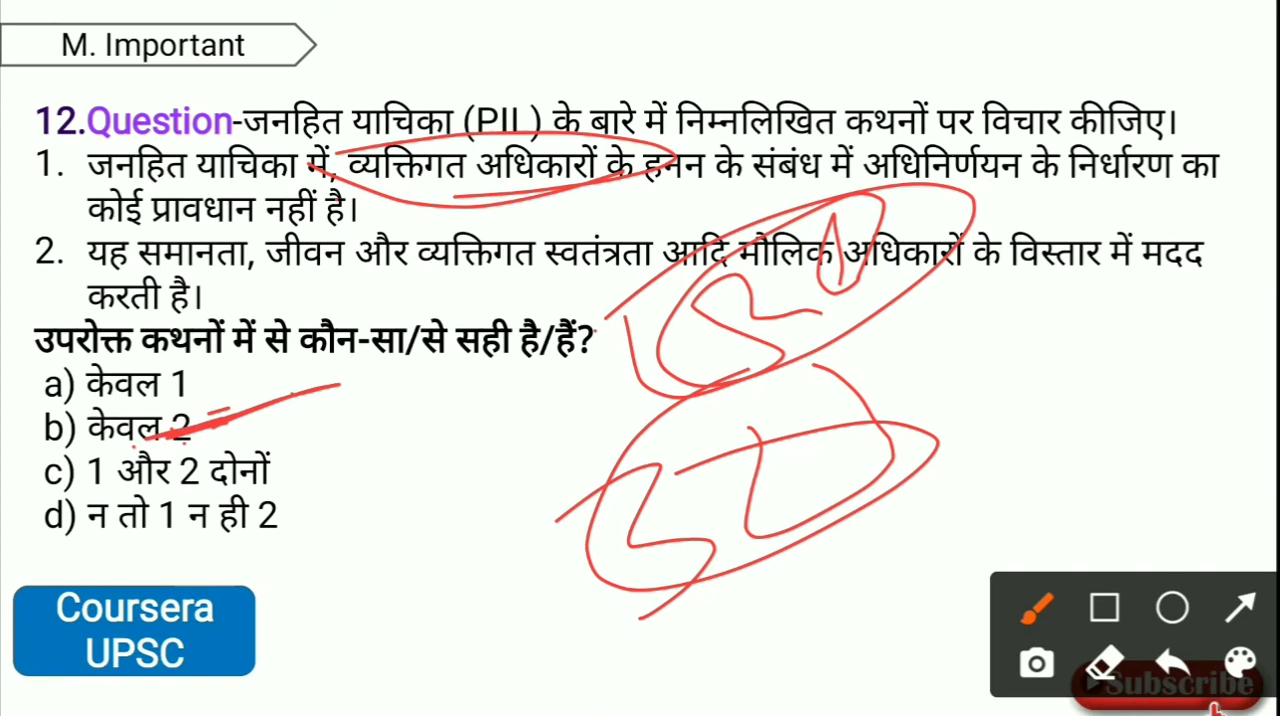 M. Important
12.Question-जनहित याचिका (PIL) के बारे में निम्नलिखित कथनों पर विचार कीजिए।
1. जनहित याचिका में, व्यक्तिगत अधिकारों के हनन के संबंध में अधिनिर्णयन के निर्धारण का
कोई प्रावधान नहीं है।
2. यह समानता, जीवन और व्यक्तिगत स्वतंत्रता आदि मौलिक अधिकारों के विस्तार में मदद
करती है।
उपरोक्त कथनों में से कौन-सा/से सही है/हैं?
a) केवल 1
b) केवल 2
c) 1 और 2 दोनों
d) न तो 1 न ही 2
32
Coursera
UPSC
Subscribe